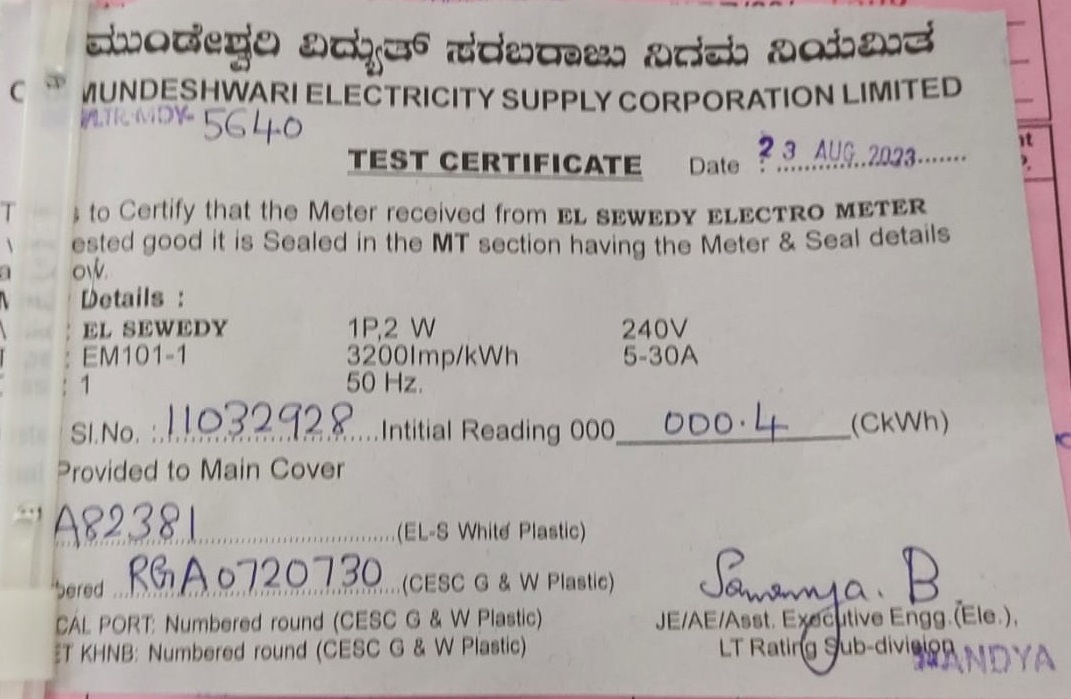 ಮುಂಡೇಶ್ವರಿ ವಿದ್ಯುತ್ ಸರಬರಾಜು ನಿಗಮ ನಿಯಮಿತ
MUNDESHWARI ELECTRICITY SUPPLY CORPORATION LIMITED
5640
TEST CERTIFICATE Date : 23 AUG 2023
to Certify that the Meter received from EL SEWEDY ELECTRO METER
ested good it is Sealed in the MT section having the Meter & Seal details
ow.
Details :
: EL SEWEDY 1P,2 W 240V
: EM101-1 3200Imp/kWh 5-30A
: 1 50 Hz.
Sl.No. : 11032928 Intitial Reading 000 000.4 (CkWh)
Provided to Main Cover
A82381 (EL-S White Plastic)
bered RGA0720730 (CESC G & W Plastic)
CAL PORT: Numbered round (CESC G & W Plastic)
ET KHNB: Numbered round (CESC G & W Plastic)
B
JE/AE/Asst. Executive Engg.(Ele.),
LT Rating Sub-division
MANDYA